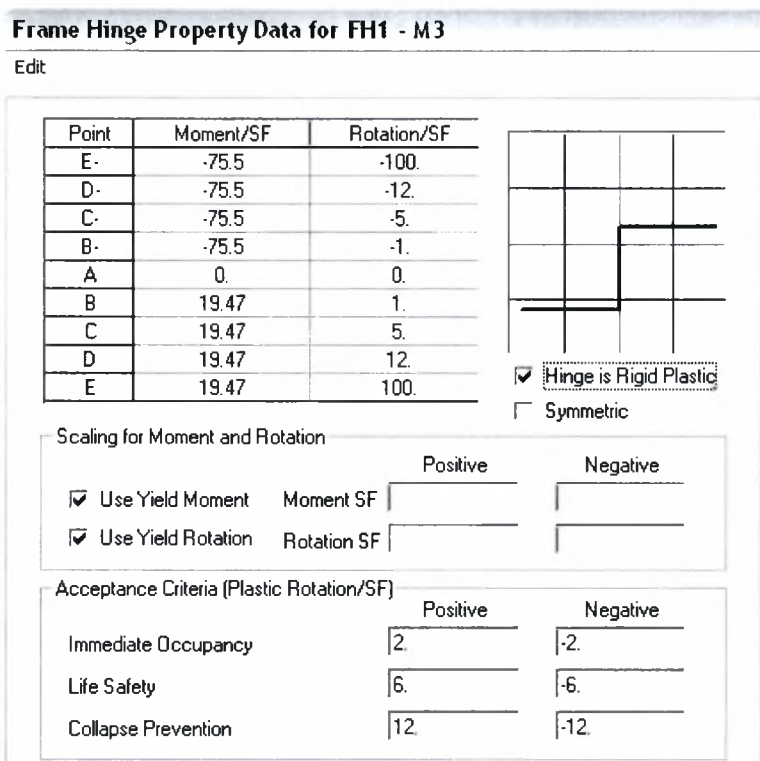 Frame Hinge Property Data for FH1 - M3
Edit
Point Moment/SF Rotation/SF
E- -75.5 -100.
D- -75.5 -12.
C- -75.5 -5.
B- -75.5 -1.
A 0. 0.
B 19.47 1.
C 19.47 5.
D 19.47 12.
E 19.47 100.
Hinge is Rigid Plastic
Symmetric
Scaling for Moment and Rotation
Positive Negative
Use Yield Moment Moment SF
Use Yield Rotation Rotation SF
Acceptance Criteria (Plastic Rotation/SF)
Positive Negative
Immediate Occupancy 2. -2.
Life Safety 6. -6.
Collapse Prevention 12. -12.